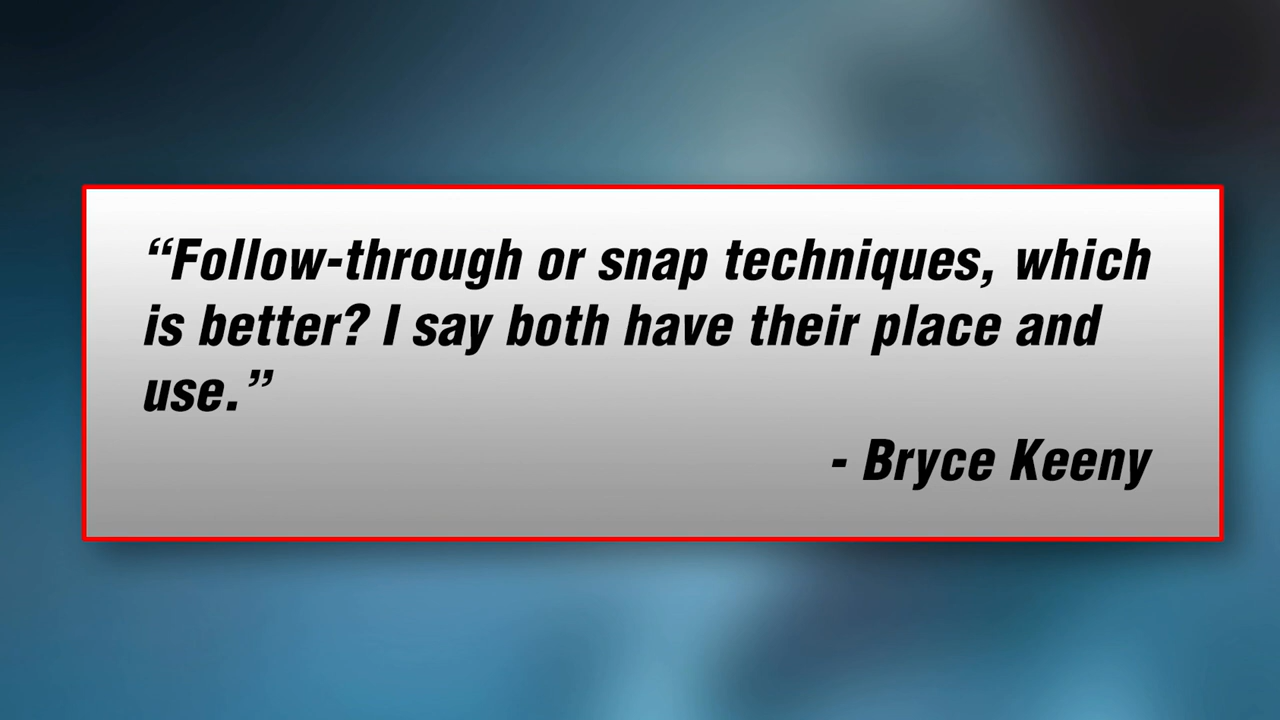 “Follow-through or snap techniques, which
is better? I say both have their place and
use.”
- Bryce Keeny